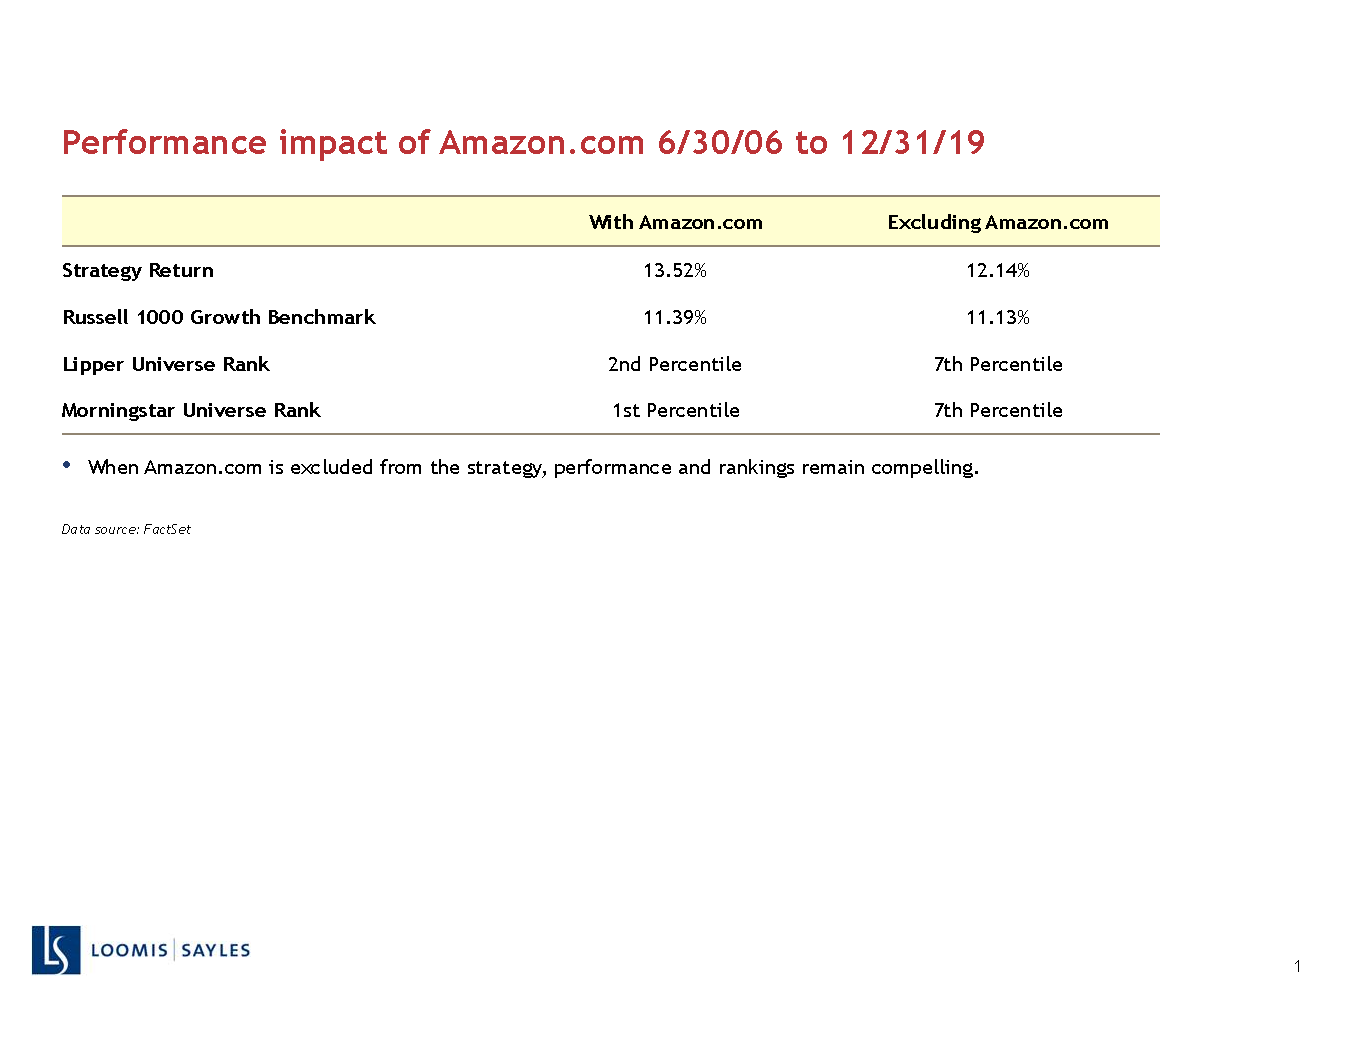 Performance impact of Amazon.com 6/30/06 to 12/31/19
With Amazon.com Excluding Amazon.com
Strategy Return 13.52% 12.14%
Russell 1000 Growth Benchmark 11.39% 11.13%
Lipper Universe Rank 2nd Percentile 7th Percentile
Morningstar Universe Rank 1st Percentile 7th Percentile
• When Amazon.com is excluded from the strategy, performance and rankings remain compelling.
Data source: FactSet
LS LOOMIS | SAYLES
1